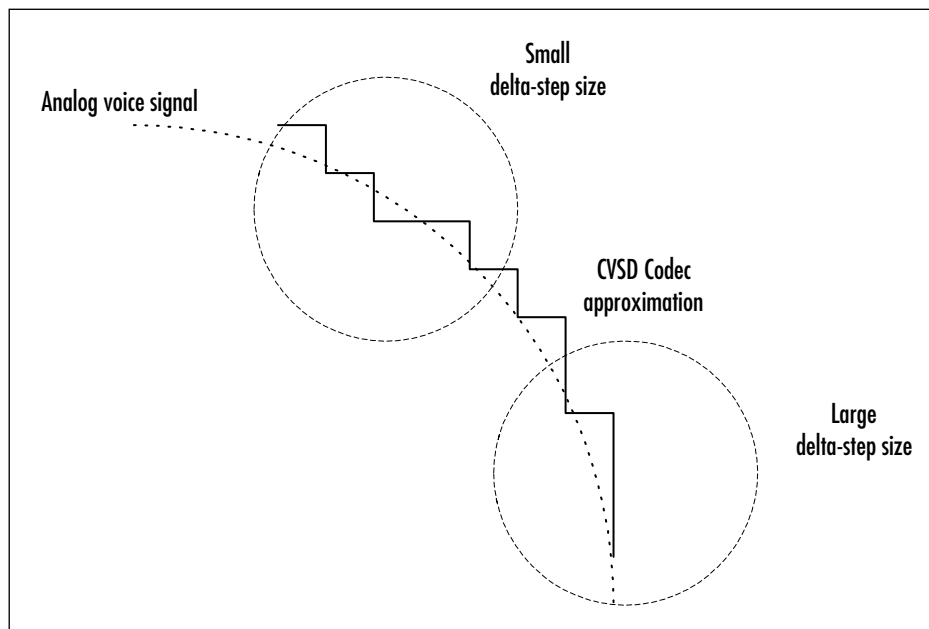 Small
delta-step size
Analog voice signal
CVSD Codec
approximation
Large
delta-step size